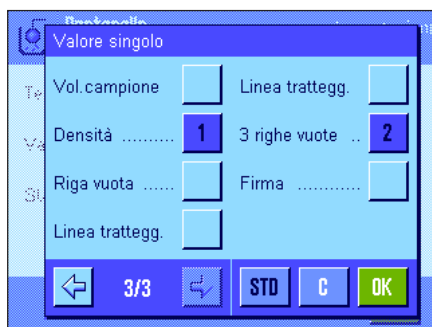 Valore singolo
Vol.campione
Linea trattegg.
Densità .......... 1
3 righe vuote .. 2
Riga vuota ......
Firma ............
Linea trattegg.
3/3
STD
C
OK